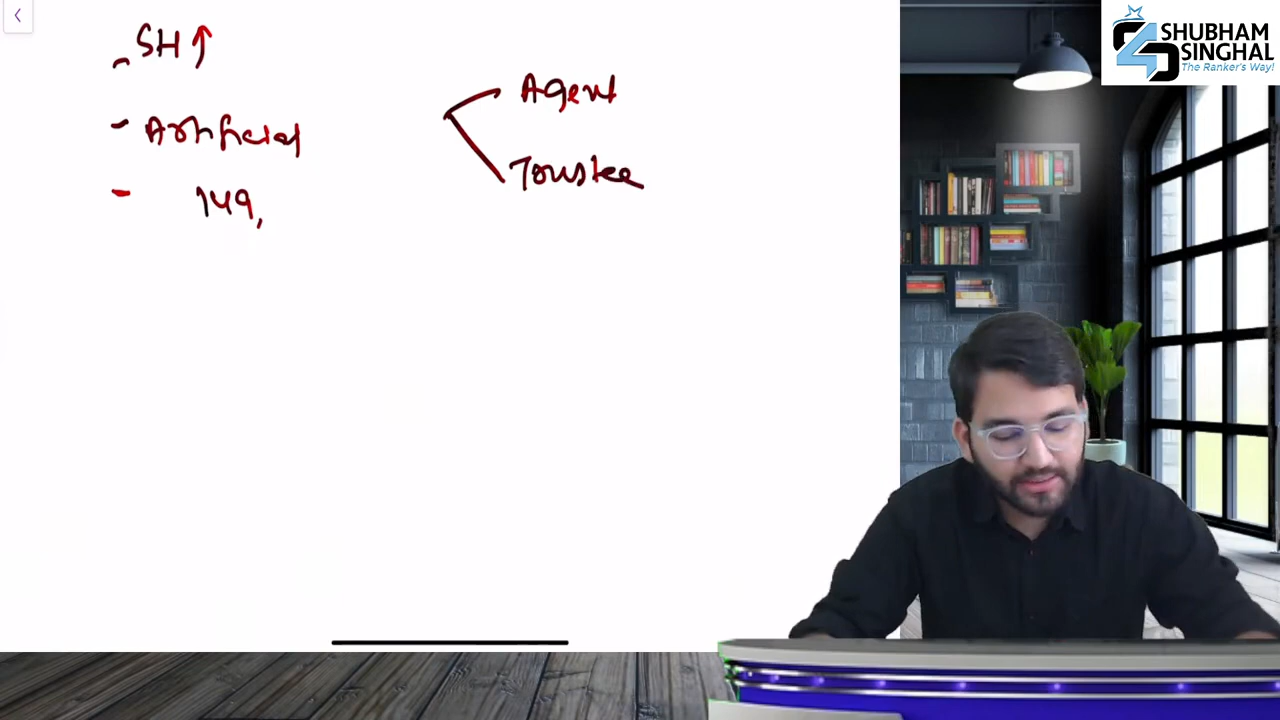 - SH ↑
- Artificial
- 149,
Agent
Trustee
SHUBHAM
SINGHAL
The Ranker's Way!